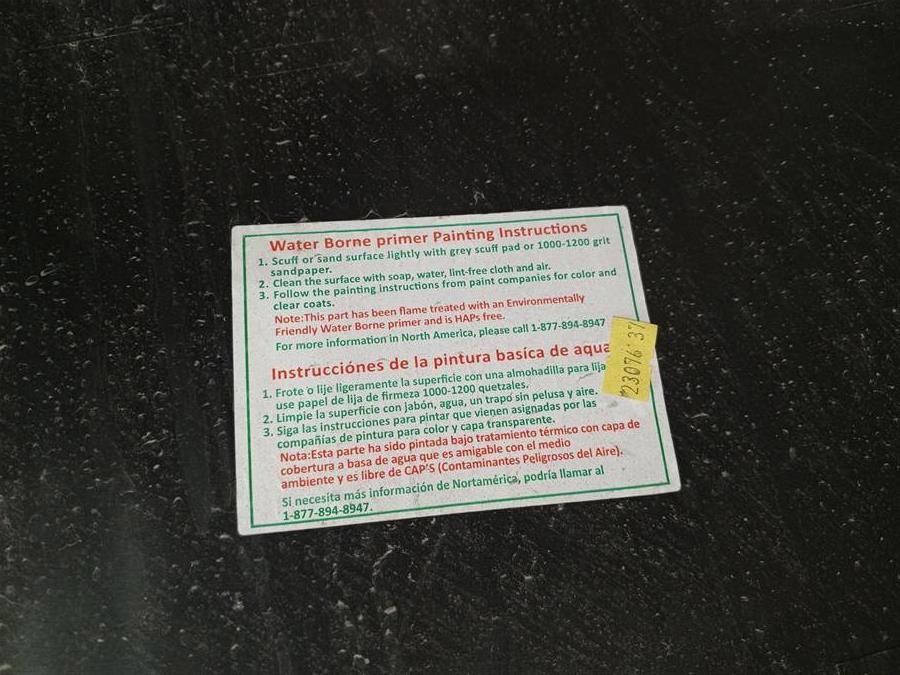 Water Borne primer Painting Instructions
1. Scuff or sand surface lightly with grey scuff pad or 1000-1200 grit
sandpaper.
2. Clean the surface with soap, water, lint-free cloth and air.
3. Follow the painting instructions from paint companies for color and
clear coats.
Note:This part has been flame treated with an Environmentally
Friendly Water Borne primer and is HAPs free.
For more information in North America, please call 1-877-894-8947
Instrucciónes de la pintura basíca de aqua
1. Frote o lije ligeramente la superficie con una almohadilla para lija
use papel de lija de firmeza 1000-1200 quetzales.
2. Limpie la superficie con jabón, agua, un trapo sin pelusa y aire.
3. Siga las instrucciones para pintar que vienen asignadas por las
compañías de pintura para color y capa transparente.
Nota:Esta parte ha sido pintada bajo tratamiento térmico con capa de
cobertura a basa de agua que es amigable con el medio
ambiente y es libre de CAP'S (Contaminantes Peligrosos del Aire).
Si necesita más información de Nortamérica, podría llamar al
1-877-894-8947.
23076 37